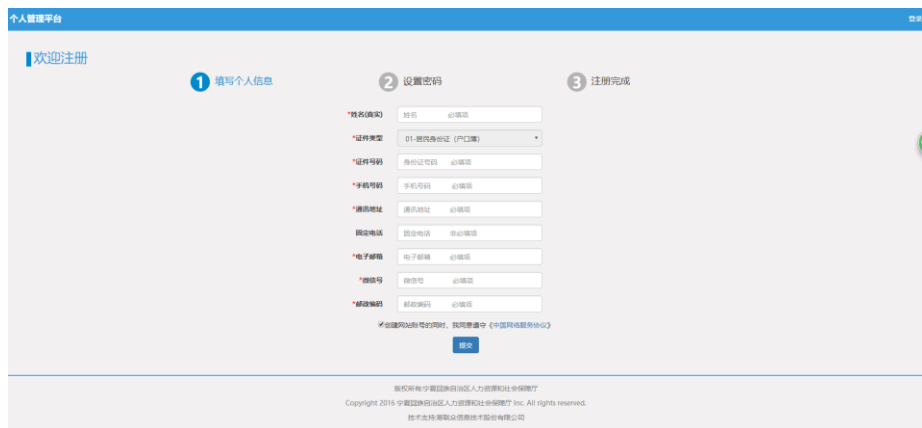 个人管理平台 登录
欢迎注册
1 填写个人信息 2 设置密码 3 注册完成
*姓名(真实) 姓名 必填项
*证件类型 01-居民身份证（户口簿）
*证件号码 身份证号码 必填项
*手机号码 手机号码 必填项
*通讯地址 通讯地址 必填项
固定电话 固定电话 非必填项
*电子邮箱 电子邮箱 必填项
*微信号 微信号 必填项
*邮政编码 邮政编码 必填项
创建网站账号的同时，我同意遵守《中国网络服务协议》
提交
版权所有:宁夏回族自治区人力资源和社会保障厅
Copyright 2016 宁夏回族自治区人力资源和社会保障厅 Inc. All rights reserved.
技术支持:易联众信息技术股份有限公司